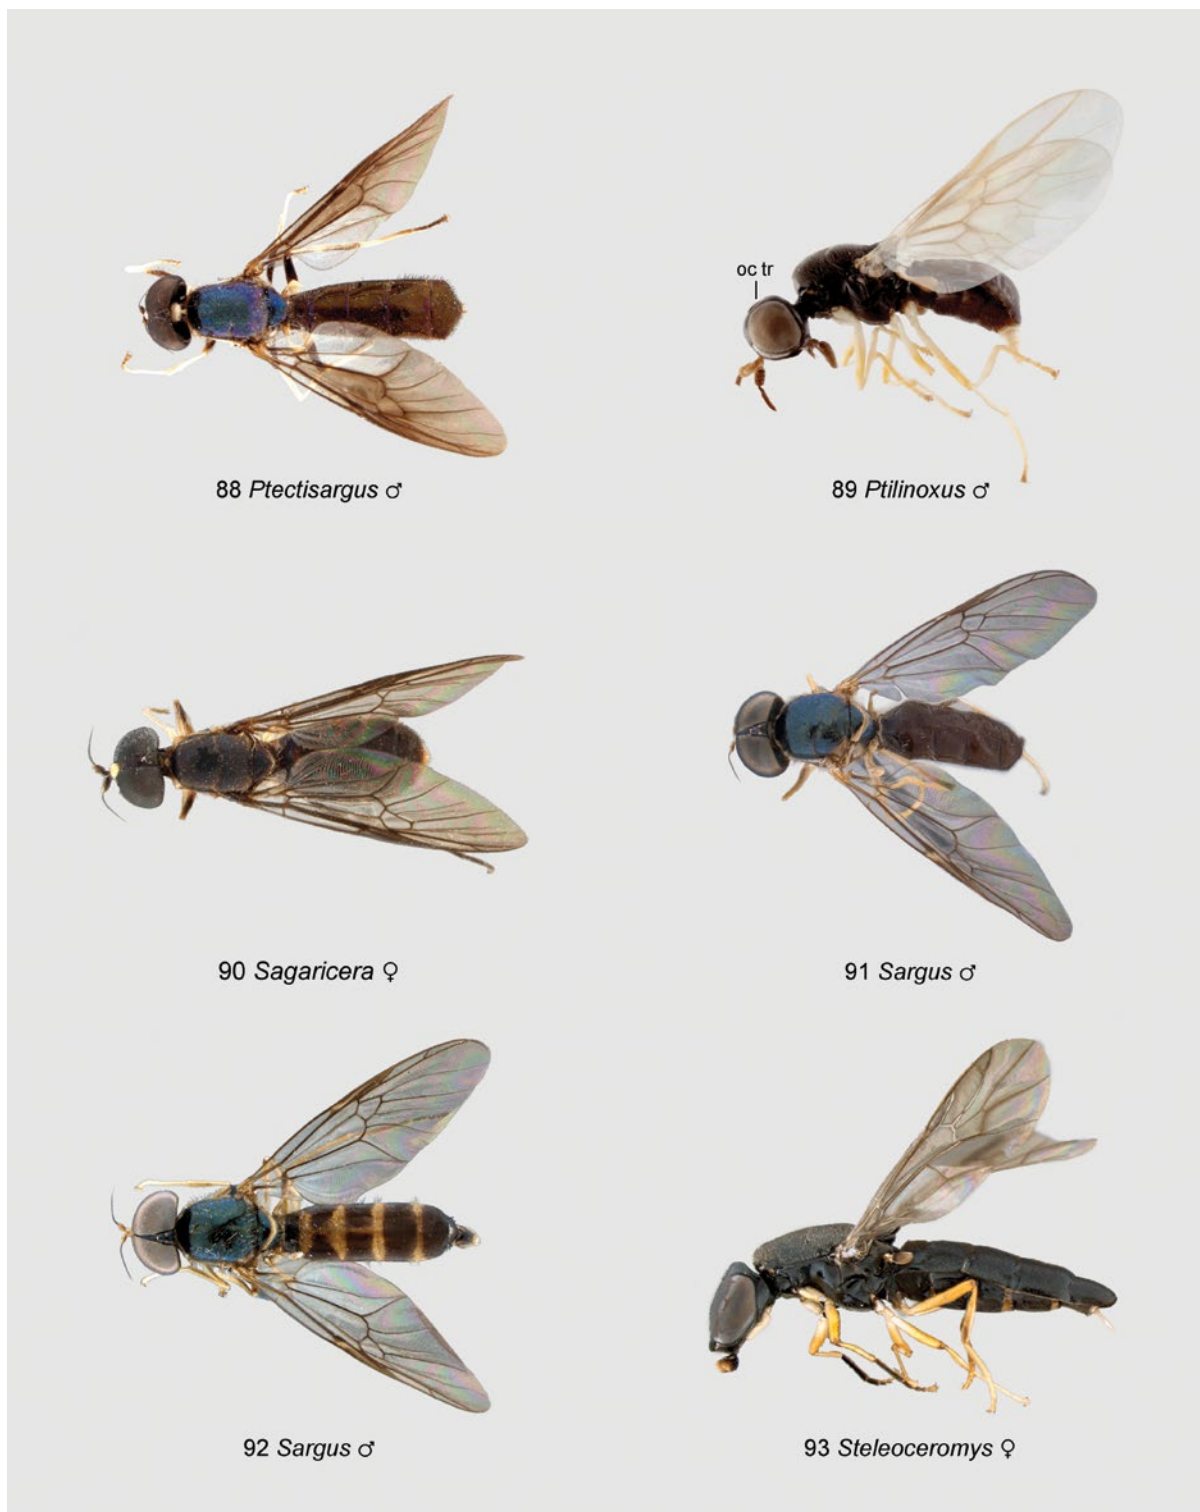 oc tr
88 Ptectisargus ♂
89 Ptilinoxus ♂
90 Sagaricera ♀
91 Sargus ♂
92 Sargus ♂
93 Steleoceromys ♀